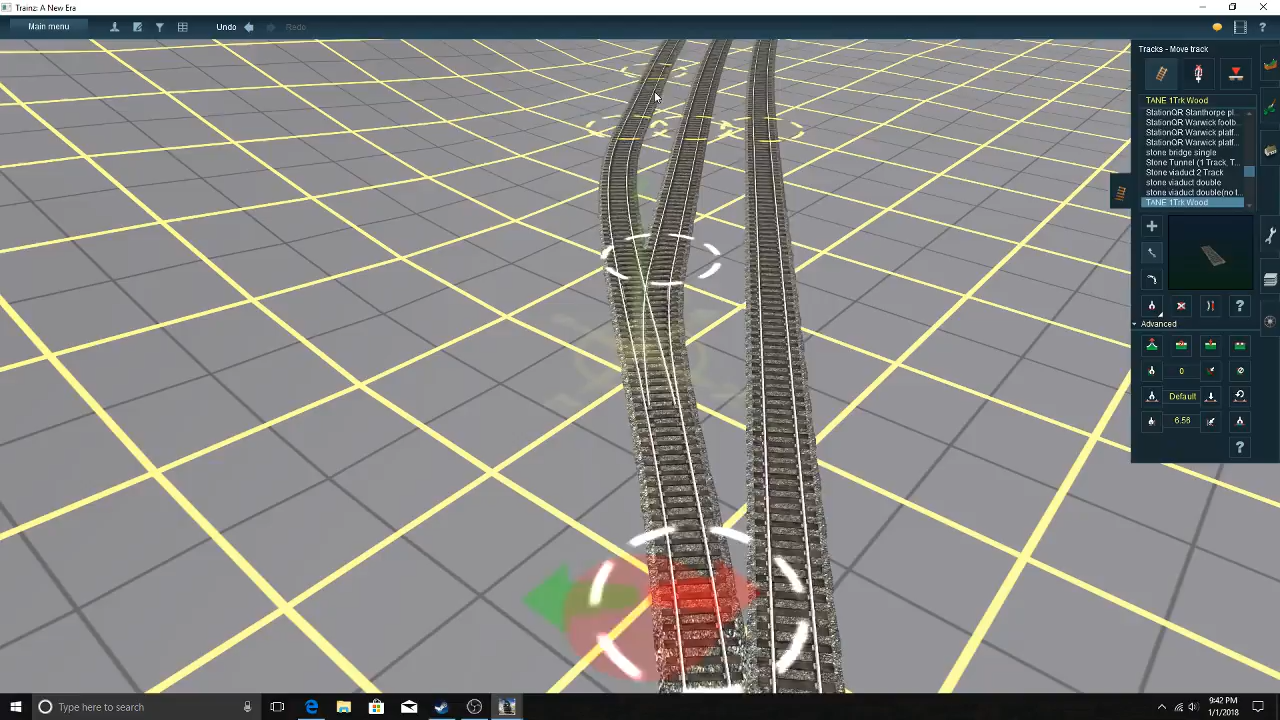 Trainz: A New Era
Main menu
Undo
Redo
Tracks - Move track
TANE 1Trk Wood
StationQR Stanthorpe pl...
StationQR Warwick footb
StationQR Warwick platf...
StationQR Warwick platf...
stone bridge single
Stone Tunnel (1 Track, T...
Stone viaduct 2 Track
stone viaduct double
stone viaduct double(no t...
TANE 1Trk Wood
Advanced
0
Default
6.56
Type here to search
9:42 PM
1/1/2018